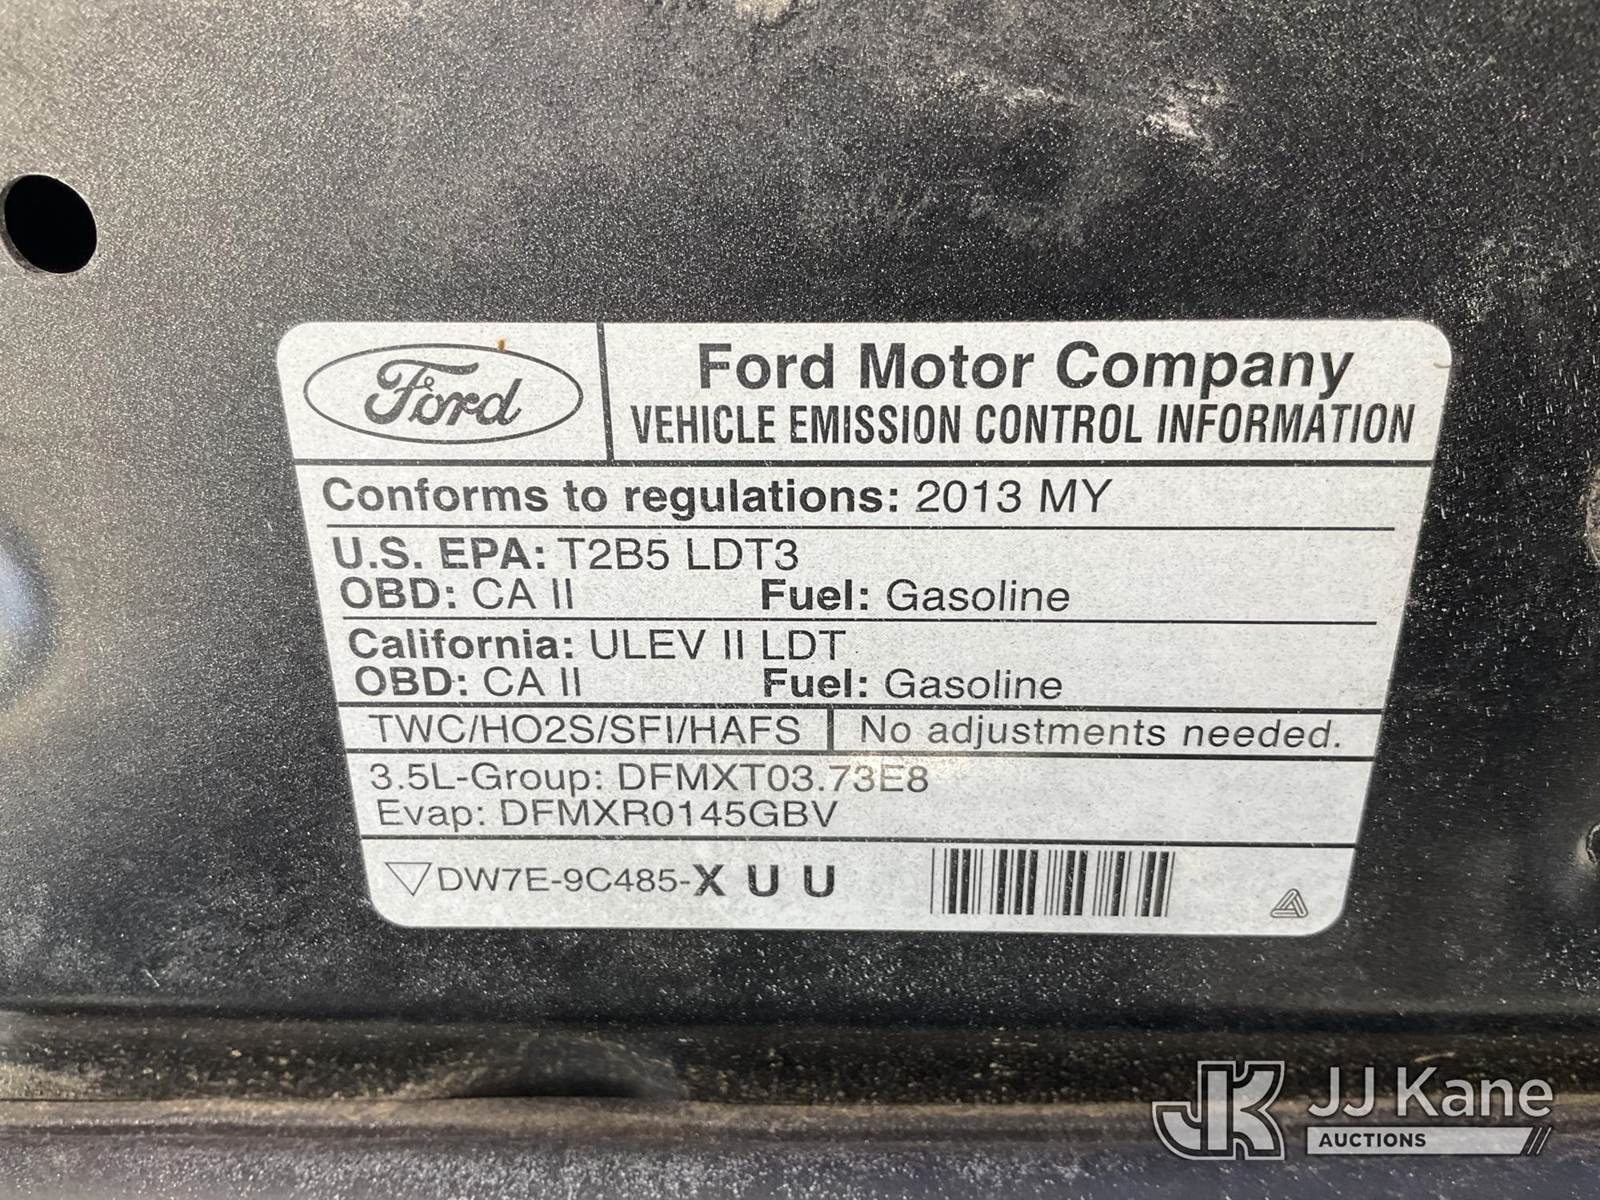 Ford
Ford Motor Company
VEHICLE EMISSION CONTROL INFORMATION
Conforms to regulations: 2013 MY
U.S. EPA: T2B5 LDT3
OBD: CA II Fuel: Gasoline
California: ULEV II LDT
OBD: CA II Fuel: Gasoline
TWC/HO2S/SFI/HAFS No adjustments needed.
3.5L-Group: DFMXT03.73E8
Evap: DFMXR0145GBV
DW7E-9C485-X U U
JK JJ Kane
AUCTIONS